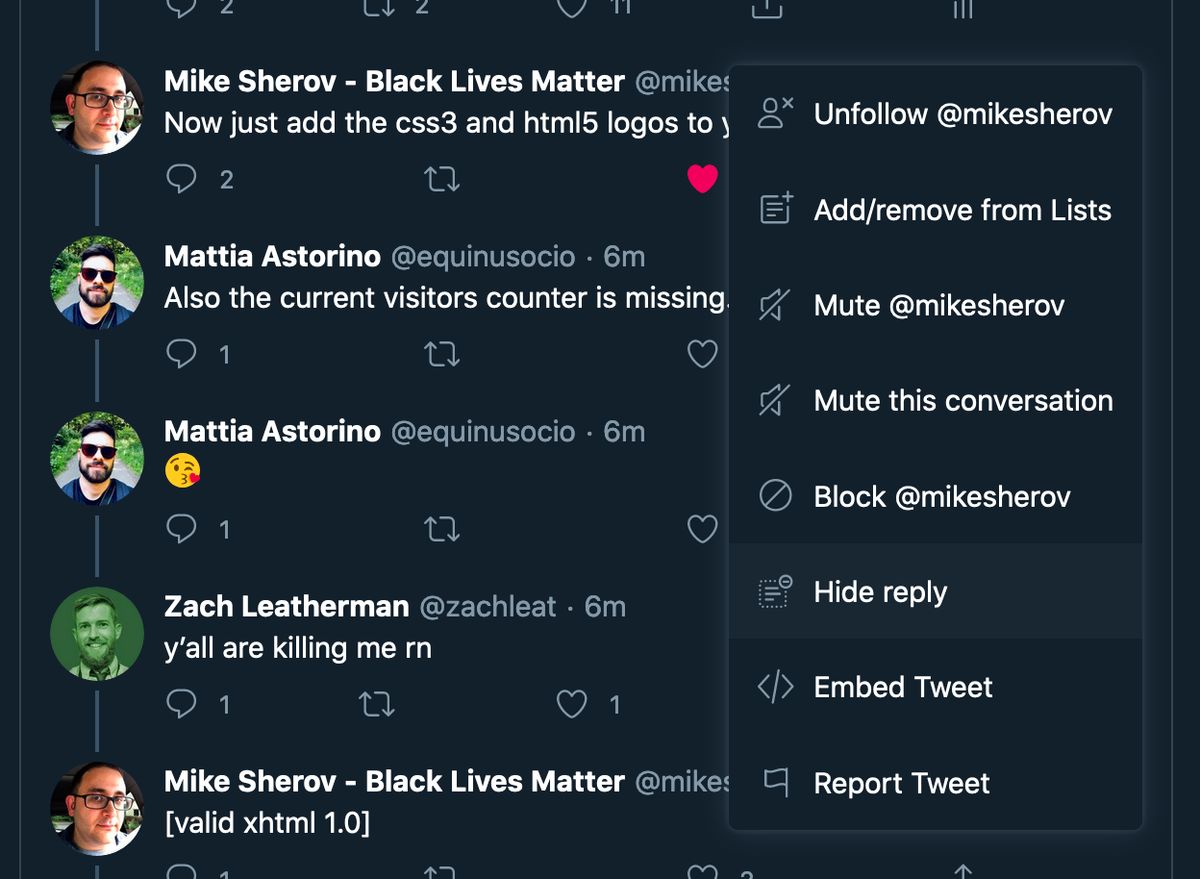 2 2 11
Mike Sherov - Black Lives Matter @mikes
Now just add the css3 and html5 logos to y
2
Mattia Astorino @equinusocio · 6m
Also the current visitors counter is missing.
1
Mattia Astorino @equinusocio · 6m
😘
1
Zach Leatherman @zachleat · 6m
y’all are killing me rn
1 1
Mike Sherov - Black Lives Matter @mikes
[valid xhtml 1.0]
1 2
Unfollow @mikesherov
Add/remove from Lists
Mute @mikesherov
Mute this conversation
Block @mikesherov
Hide reply
Embed Tweet
Report Tweet